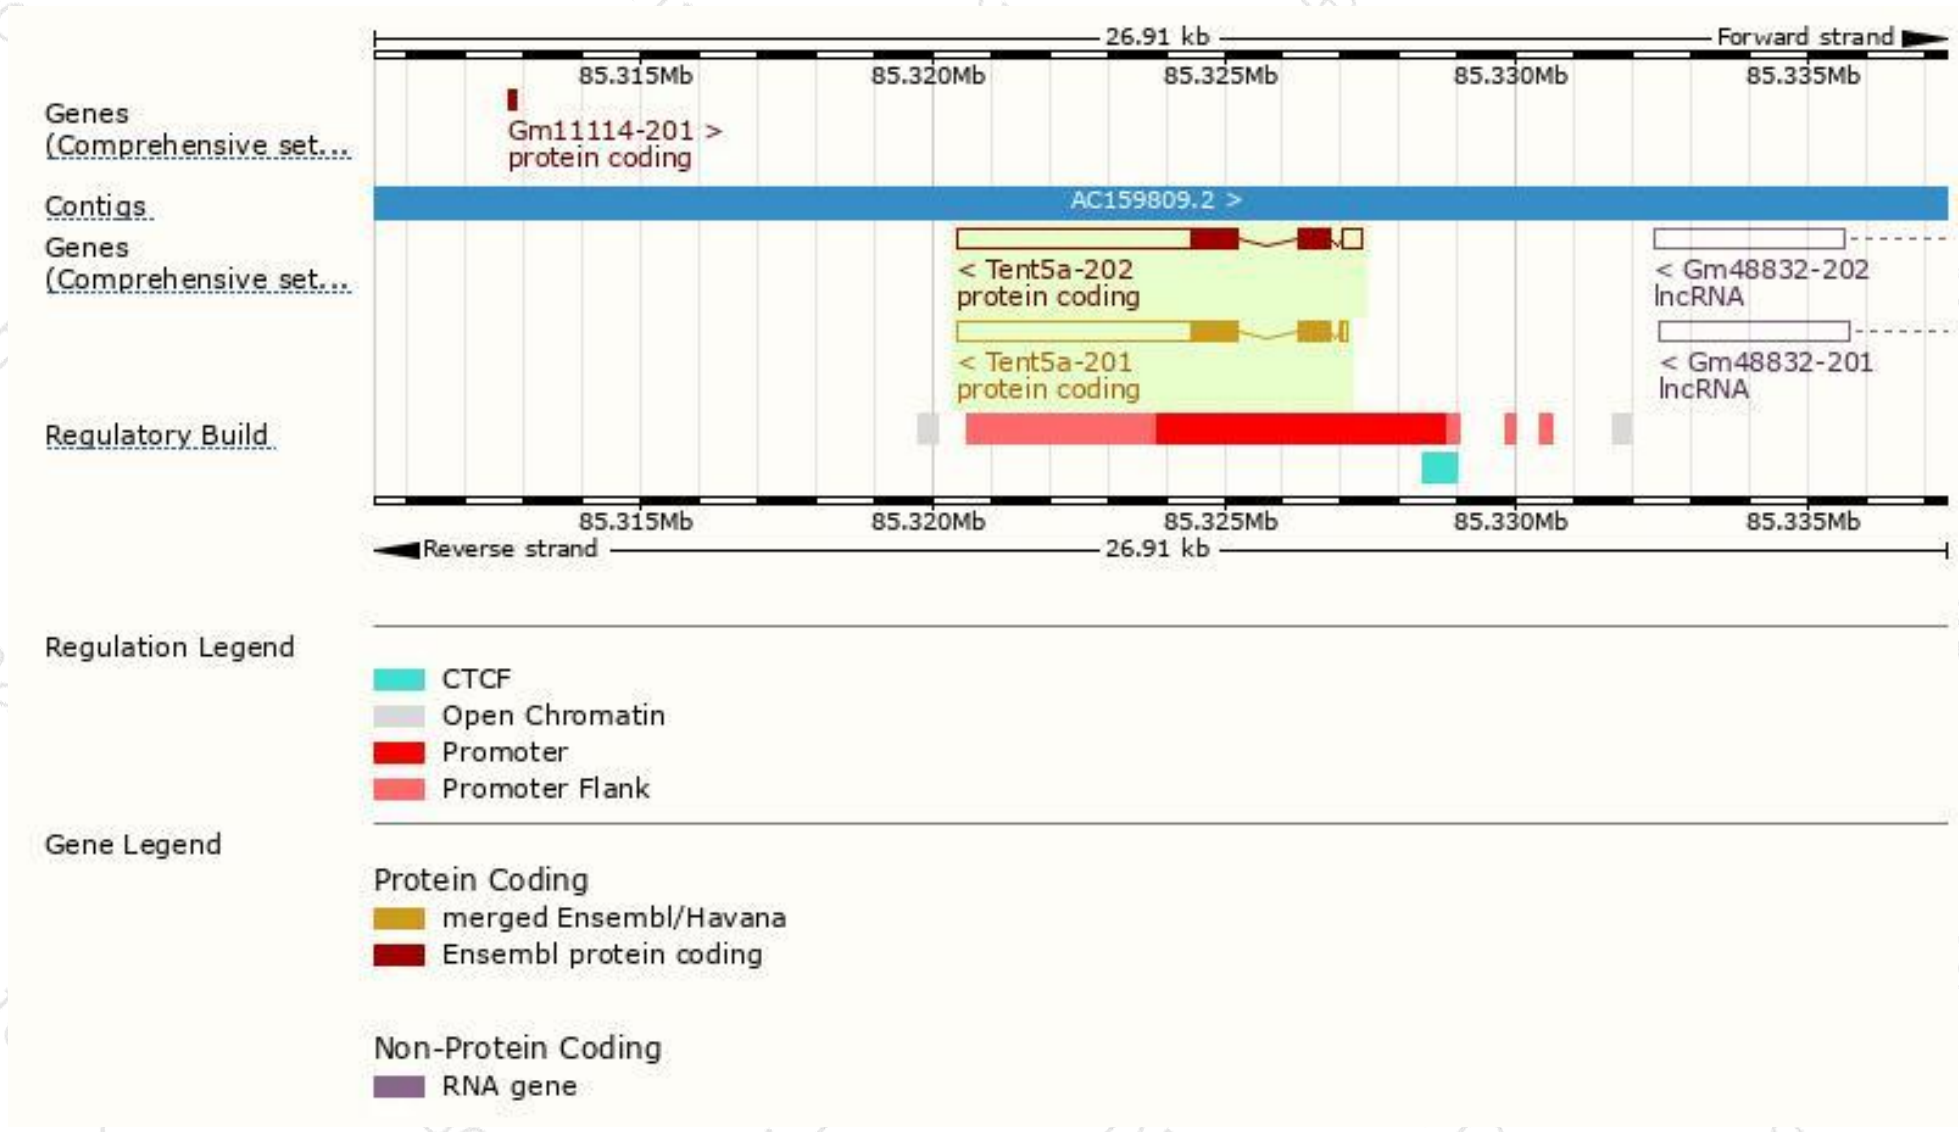 26.91 kb Forward strand
85.315Mb 85.320Mb 85.325Mb 85.330Mb 85.335Mb
Genes
(Comprehensive set...
Gm11114-201 >
protein coding
Contigs
AC159809.2 >
Genes
(Comprehensive set...
< Tent5a-202
protein coding
< Gm48832-202
lncRNA
< Tent5a-201
protein coding
< Gm48832-201
lncRNA
Regulatory Build
85.315Mb 85.320Mb 85.325Mb 85.330Mb 85.335Mb
Reverse strand 26.91 kb
Regulation Legend
CTCF
Open Chromatin
Promoter
Promoter Flank
Gene Legend
Protein Coding
merged Ensembl/Havana
Ensembl protein coding
Non-Protein Coding
RNA gene